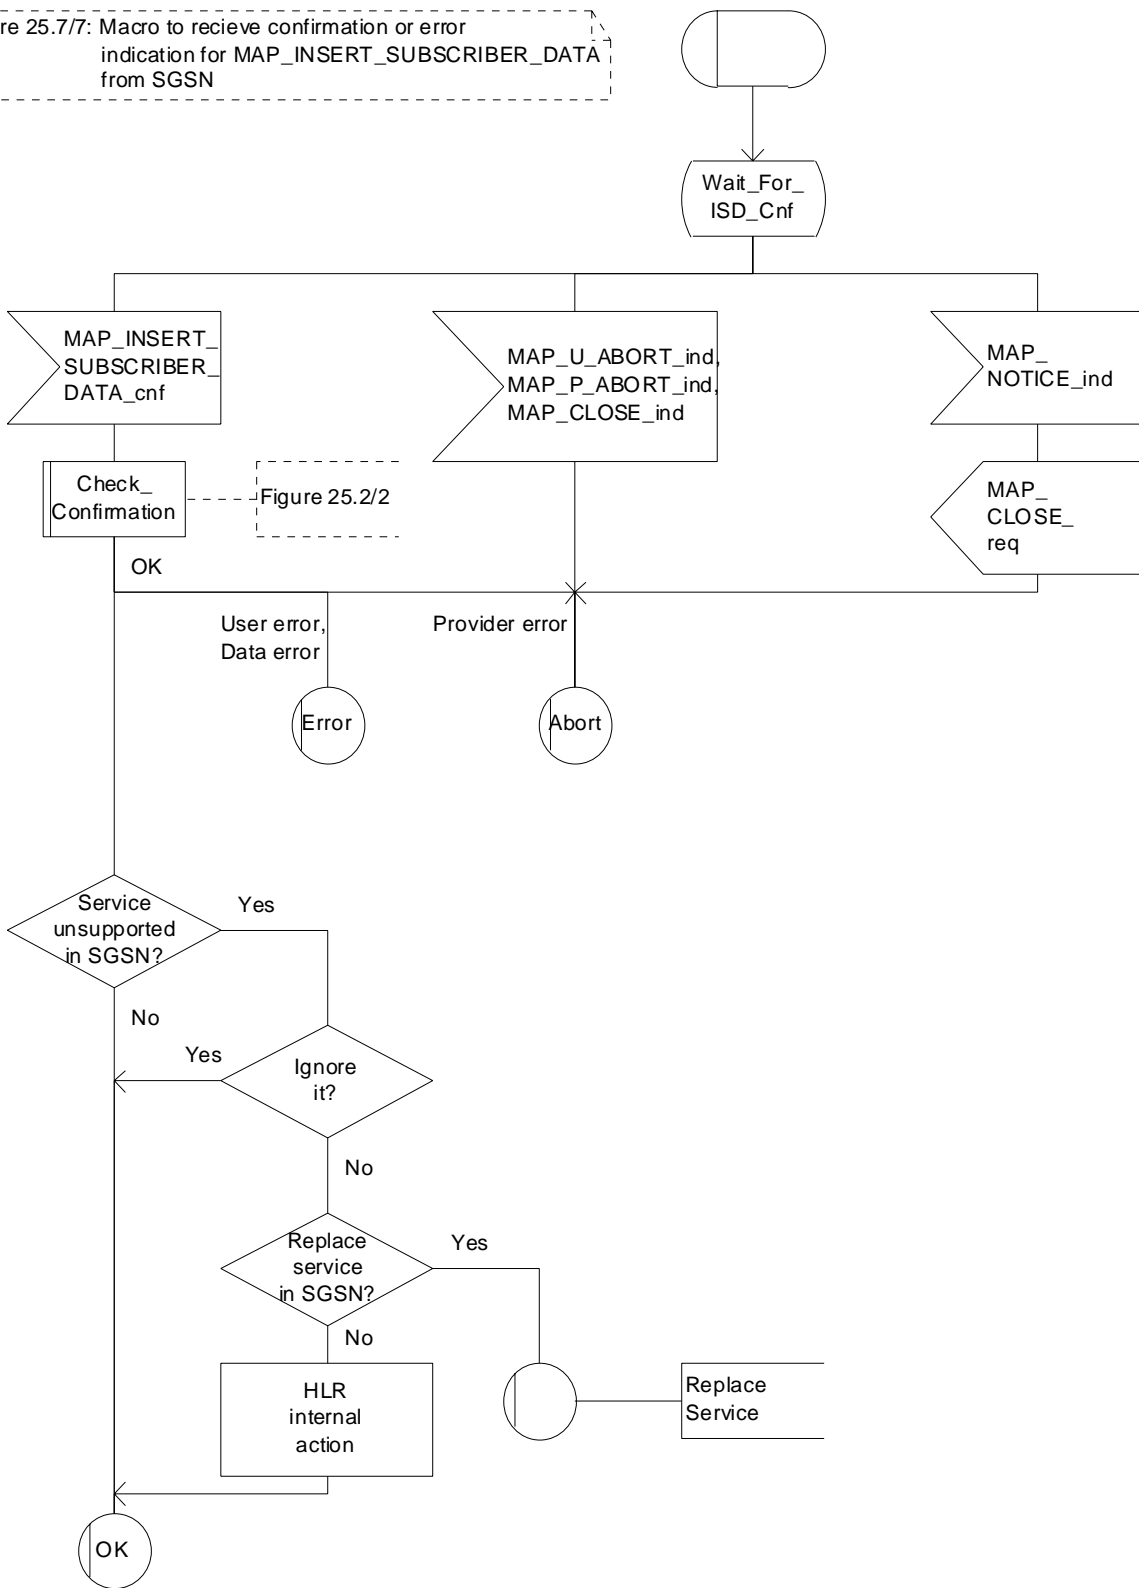 re 25.7/7: Macro to recieve confirmation or error
indication for MAP_INSERT_SUBSCRIBER_DATA
from SGSN
Wait_For_
ISD_Cnf
MAP_INSERT_
SUBSCRIBER_
DATA_cnf
MAP_U_ABORT_ind,
MAP_P_ABORT_ind,
MAP_CLOSE_ind
MAP_
NOTICE_ind
Check_
Confirmation
Figure 25.2/2
MAP_
CLOSE_
req
OK
User error,
Data error
Provider error
Error
Abort
Service
unsupported
in SGSN?
Yes
No
Yes
Ignore
it?
No
Replace
service
in SGSN?
Yes
No
HLR
internal
action
Replace
Service
OK